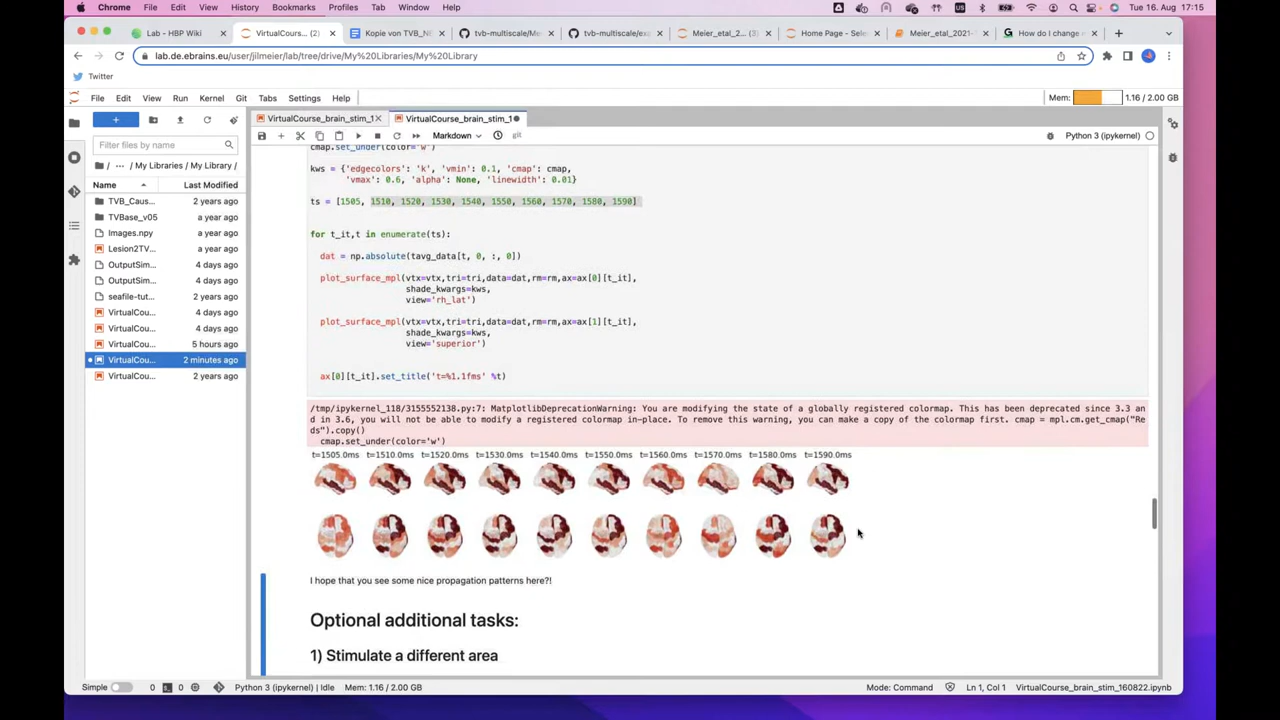 Chrome File Edit View History Bookmarks Profiles Tab Window Help US Tue 16. Aug 17:15
Lab - HBP Wiki VirtualCours... (2) Kopie von TVB_NE tvb-multiscale/Me tvb-multiscale/exa Meier_etal_2... (3) Home Page - Selec Meier_etal_2021- How do I change n
lab.de.ebrains.eu/user/jilmeier/lab/tree/drive/My%20Libraries/My%20Library
Twitter
File Edit View Run Kernel Git Tabs Settings Help Mem: 1.16 / 2.00 GB
VirtualCourse_brain_stim_1 VirtualCourse_brain_stim_1
Markdown git Python 3 (ipykernel)
Filter files by name
/ ... / My Libraries / My Library /
Name Last Modified
TVB_Caus... 2 years ago
TVBase_v05 a year ago
Images.npy a year ago
Lesion2TV... a year ago
OutputSim... 4 days ago
OutputSim... 4 days ago
seafile-tut... 2 years ago
VirtualCou... 4 days ago
VirtualCou... 4 days ago
VirtualCou... 5 hours ago
VirtualCou... 2 minutes ago
VirtualCou... 2 years ago
cmap.set_under(color='w')
kws = {'edgecolors': 'k', 'vmin': 0.1, 'cmap': cmap,
'vmax': 0.6, 'alpha': None, 'linewidth': 0.01}
ts = [1505, 1510, 1520, 1530, 1540, 1550, 1560, 1570, 1580, 1590]
for t_it,t in enumerate(ts):
dat = np.absolute(tavg_data[t, 0, :, 0])
plot_surface_mpl(vtx=vtx,tri=tri,data=dat,rm=rm,ax=ax[0][t_it],
shade_kwargs=kws,
view='rh_lat')
plot_surface_mpl(vtx=vtx,tri=tri,data=dat,rm=rm,ax=ax[1][t_it],
shade_kwargs=kws,
view='superior')
ax[0][t_it].set_title('t=%1.1fms' %t)
/tmp/ipykernel_118/3155552138.py:7: MatplotlibDeprecationWarning: You are modifying the state of a globally registered colormap. This has been deprecated since 3.3 an
d in 3.6, you will not be able to modify a registered colormap in-place. To remove this warning, you can make a copy of the colormap first. cmap = mpl.cm.get_cmap("Re
ds").copy()
cmap.set_under(color='w')
t=1505.0ms t=1510.0ms t=1520.0ms t=1530.0ms t=1540.0ms t=1550.0ms t=1560.0ms t=1570.0ms t=1580.0ms t=1590.0ms
I hope that you see some nice propagation patterns here?!
Optional additional tasks:
1) Stimulate a different area
Simple 0 0 Python 3 (ipykernel) | Idle Mem: 1.16 / 2.00 GB Mode: Command Ln 1, Col 1 VirtualCourse_brain_stim_160822.ipynb